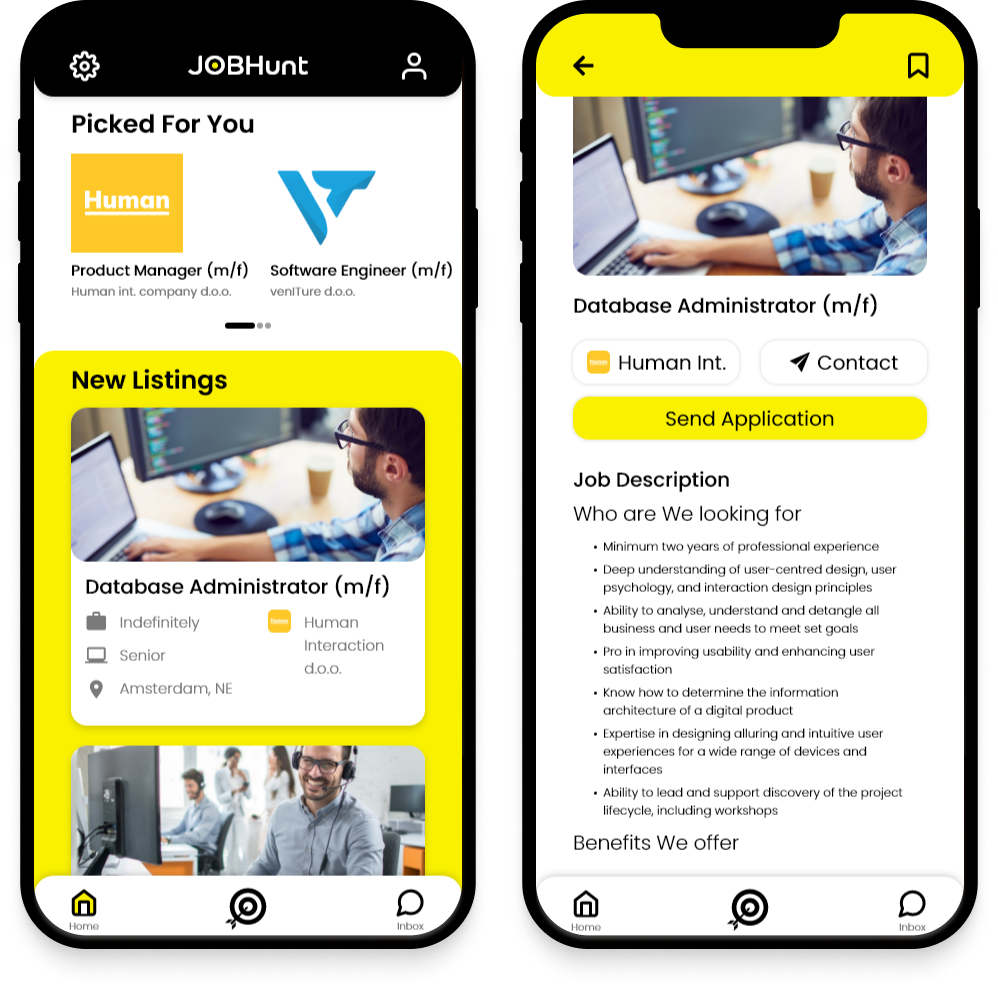 JOBHunt
Picked For You
Human
Product Manager (m/f)
Human int. company d.o.o.
Software Engineer (m/f)
venITure d.o.o.
New Listings
Database Administrator (m/f)
Indefinitely
Senior
Amsterdam, NE
Human
Human
Interaction
d.o.o.
Home
Inbox
Database Administrator (m/f)
Human
Human Int.
Contact
Send Application
Job Description
Who are We looking for
• Minimum two years of professional experience
• Deep understanding of user-centred design, user
psychology, and interaction design principles
• Ability to analyse, understand and detangle all
business and user needs to meet set goals
• Pro in improving usability and enhancing user
satisfaction
• Know how to determine the information
architecture of a digital product
• Expertise in designing alluring and intuitive user
experiences for a wide range of devices and
interfaces
• Ability to lead and support discovery of the project
lifecycle, including workshops
Benefits We offer
Home
Inbox